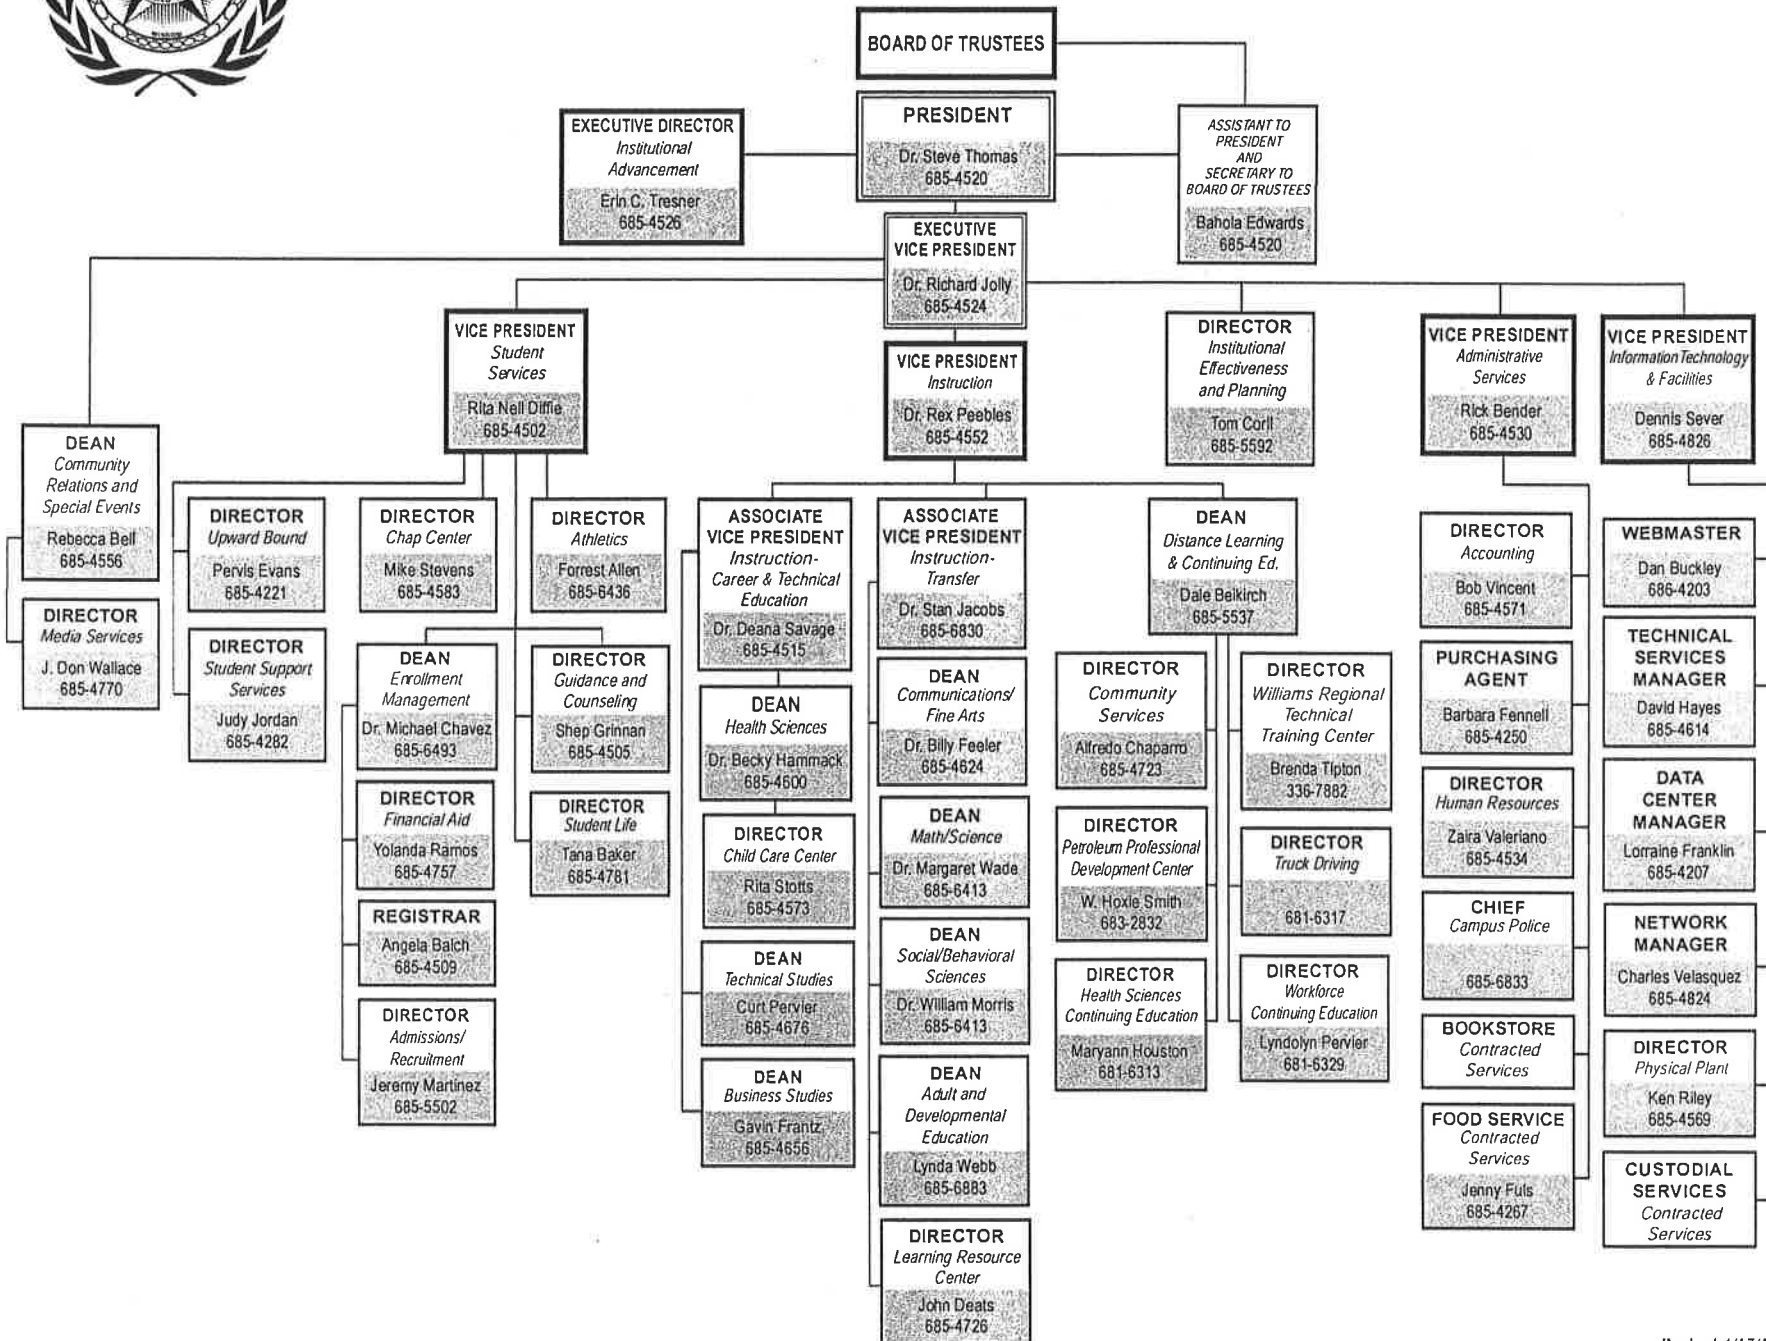 BOARD OF TRUSTEES
PRESIDENT
Dr. Steve Thomas
685-4520
EXECUTIVE DIRECTOR
Institutional
Advancement
Erin C. Tresner
685-4526
ASSISTANT TO
PRESIDENT
AND
SECRETARY TO
BOARD OF TRUSTEES
Bahola Edwards
685-4520
EXECUTIVE
VICE PRESIDENT
Dr. Richard Jolly
685-4524
VICE PRESIDENT
Student
Services
Rita Nell Diffie
685-4502
VICE PRESIDENT
Instruction
Dr. Rex Peebles
685-4552
DIRECTOR
Institutional
Effectiveness
and Planning
Tom Corll
685-5592
VICE PRESIDENT
Administrative
Services
Rick Bender
685-4530
VICE PRESIDENT
Information Technology
& Facilities
Dennis Sever
685-4826
DEAN
Community
Relations and
Special Events
Rebecca Bell
685-4556
DIRECTOR
Media Services
J. Don Wallace
685-4770
DIRECTOR
Upward Bound
Pervis Evans
685-4221
DIRECTOR
Student Support
Services
Judy Jordan
685-4282
DIRECTOR
Chap Center
Mike Stevens
685-4583
DIRECTOR
Athletics
Forrest Allen
685-6436
DEAN
Enrollment
Management
Dr. Michael Chavez
685-6493
DIRECTOR
Financial Aid
Yolanda Ramos
685-4757
REGISTRAR
Angela Balch
685-4509
DIRECTOR
Admissions/
Recruitment
Jeremy Martinez
685-5502
DIRECTOR
Guidance and
Counseling
Shep Grinnan
685-4505
DIRECTOR
Student Life
Tana Baker
685-4781
ASSOCIATE
VICE PRESIDENT
Instruction-
Career & Technical
Education
Dr. Deana Savage
685-4515
DEAN
Health Sciences
Dr. Becky Hammack
685-4600
DIRECTOR
Child Care Center
Rita Stotts
685-4573
DEAN
Technical Studies
Curt Pervier
685-4676
DEAN
Business Studies
Gavin Frantz
685-4656
ASSOCIATE
VICE PRESIDENT
Instruction-
Transfer
Dr. Stan Jacobs
685-6830
DEAN
Communications/
Fine Arts
Dr. Billy Feeler
685-4624
DEAN
Math/Science
Dr. Margaret Wade
685-6413
DEAN
Social/Behavioral
Sciences
Dr. William Morris
685-6413
DEAN
Adult and
Developmental
Education
Lynda Webb
685-6883
DIRECTOR
Learning Resource
Center
John Deats
685-4726
DEAN
Distance Learning
& Continuing Ed.
Dale Beikirch
685-5537
DIRECTOR
Community
Services
Alfredo Chaparro
685-4723
DIRECTOR
Petroleum Professional
Development Center
W. Hoxie Smith
683-2832
DIRECTOR
Health Sciences
Continuing Education
Maryann Houston
681-6313
DIRECTOR
Williams Regional
Technical
Training Center
Brenda Tipton
336-7882
DIRECTOR
Truck Driving
681-6317
DIRECTOR
Workforce
Continuing Education
Lyndolyn Pervier
681-6329
DIRECTOR
Accounting
Bob Vincent
685-4571
PURCHASING
AGENT
Barbara Fennell
685-4250
DIRECTOR
Human Resources
Zaira Valeriano
685-4534
CHIEF
Campus Police
685-6833
BOOKSTORE
Contracted
Services
FOOD SERVICE
Contracted
Services
Jenny Fuls
685-4267
WEBMASTER
Dan Buckley
686-4203
TECHNICAL
SERVICES
MANAGER
David Hayes
685-4614
DATA
CENTER
MANAGER
Lorraine Franklin
685-4207
NETWORK
MANAGER
Charles Velasquez
685-4824
DIRECTOR
Physical Plant
Ken Riley
685-4569
CUSTODIAL
SERVICES
Contracted
Services